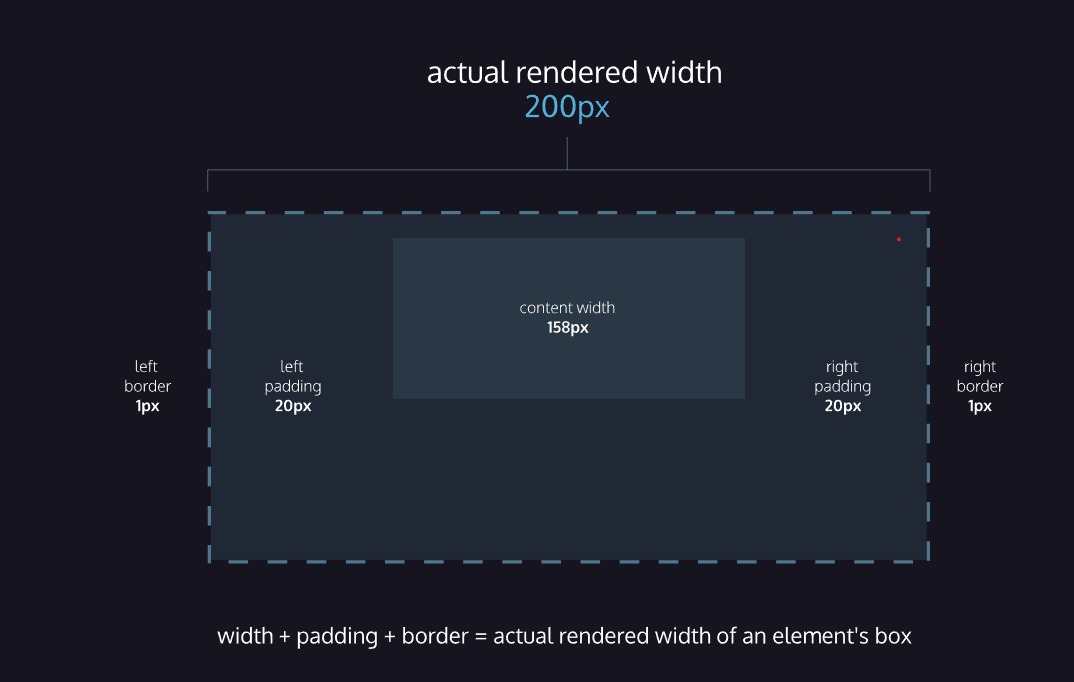 actual rendered width
200px
content width
158px
left
border
1px
left
padding
20px
right
padding
20px
right
border
1px
width + padding + border = actual rendered width of an element's box